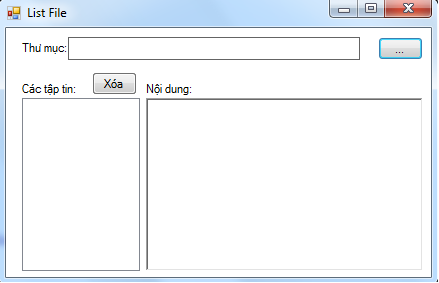 List File
Thư mục:
...
Các tập tin:
Xóa
Nội dung: